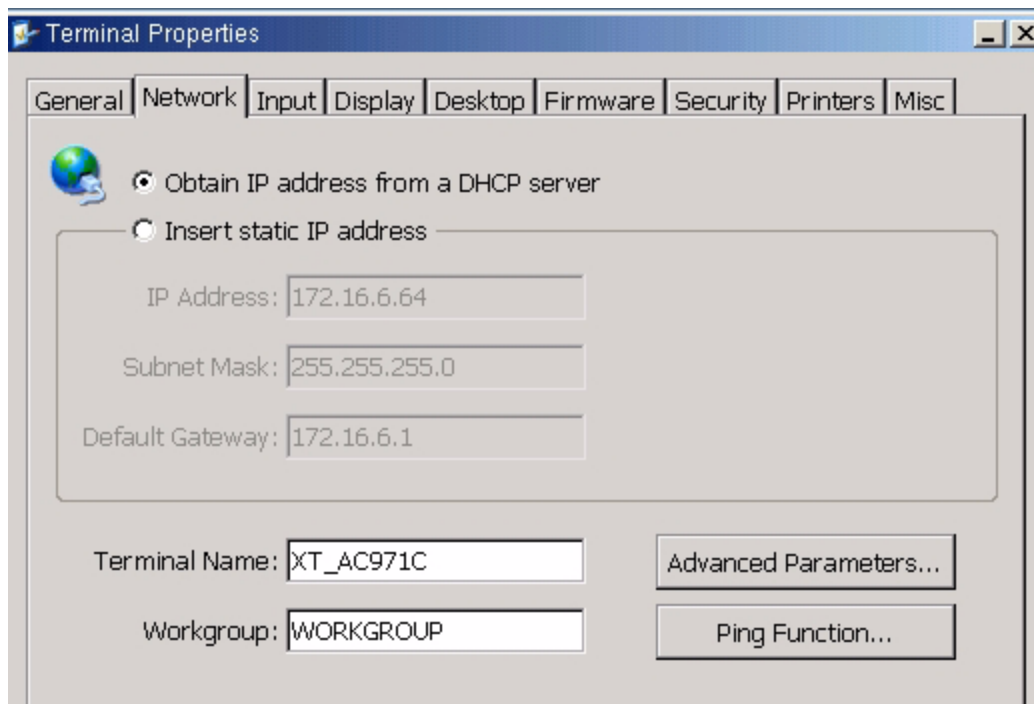 Terminal Properties
General Network Input Display Desktop Firmware Security Printers Misc
Obtain IP address from a DHCP server
Insert static IP address
IP Address: 172.16.6.64
Subnet Mask: 255.255.255.0
Default Gateway: 172.16.6.1
Terminal Name: XT_AC971C
Advanced Parameters...
Workgroup: WORKGROUP
Ping Function...